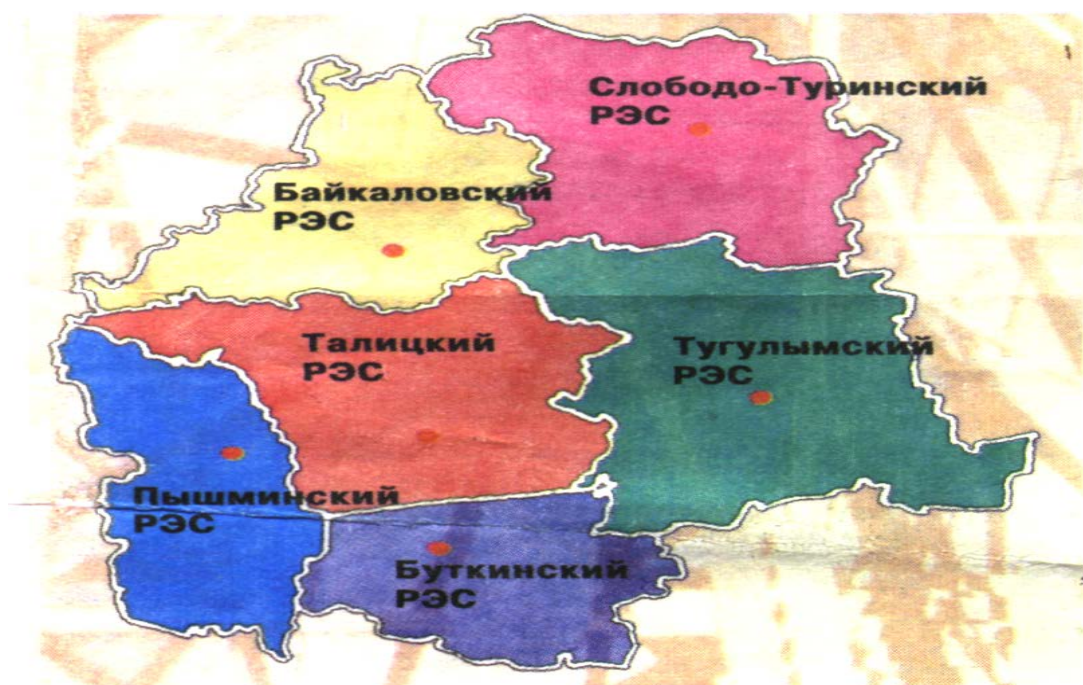 Слободо-Туринский
РЭС
Байкаловский
РЭС
Талицкий
РЭС
Тугулымский
РЭС
Пышминский
РЭС
Буткинский
РЭС